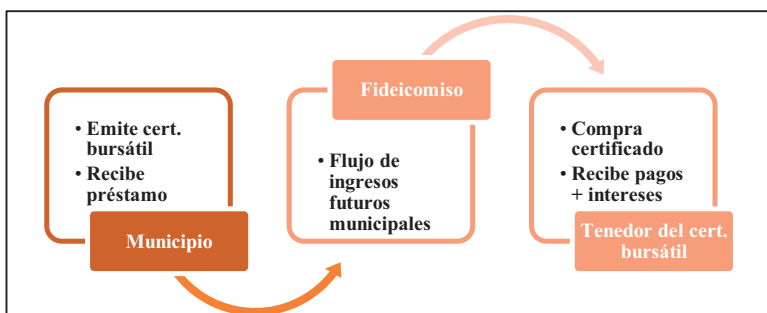 • Emite cert.
bursátil
• Recibe
préstamo
Municipio
Fideicomiso
• Flujo de
ingresos
futuros
municipales
• Compra
certificado
• Recibe pagos
+ intereses
Tenedor del cert.
bursátil